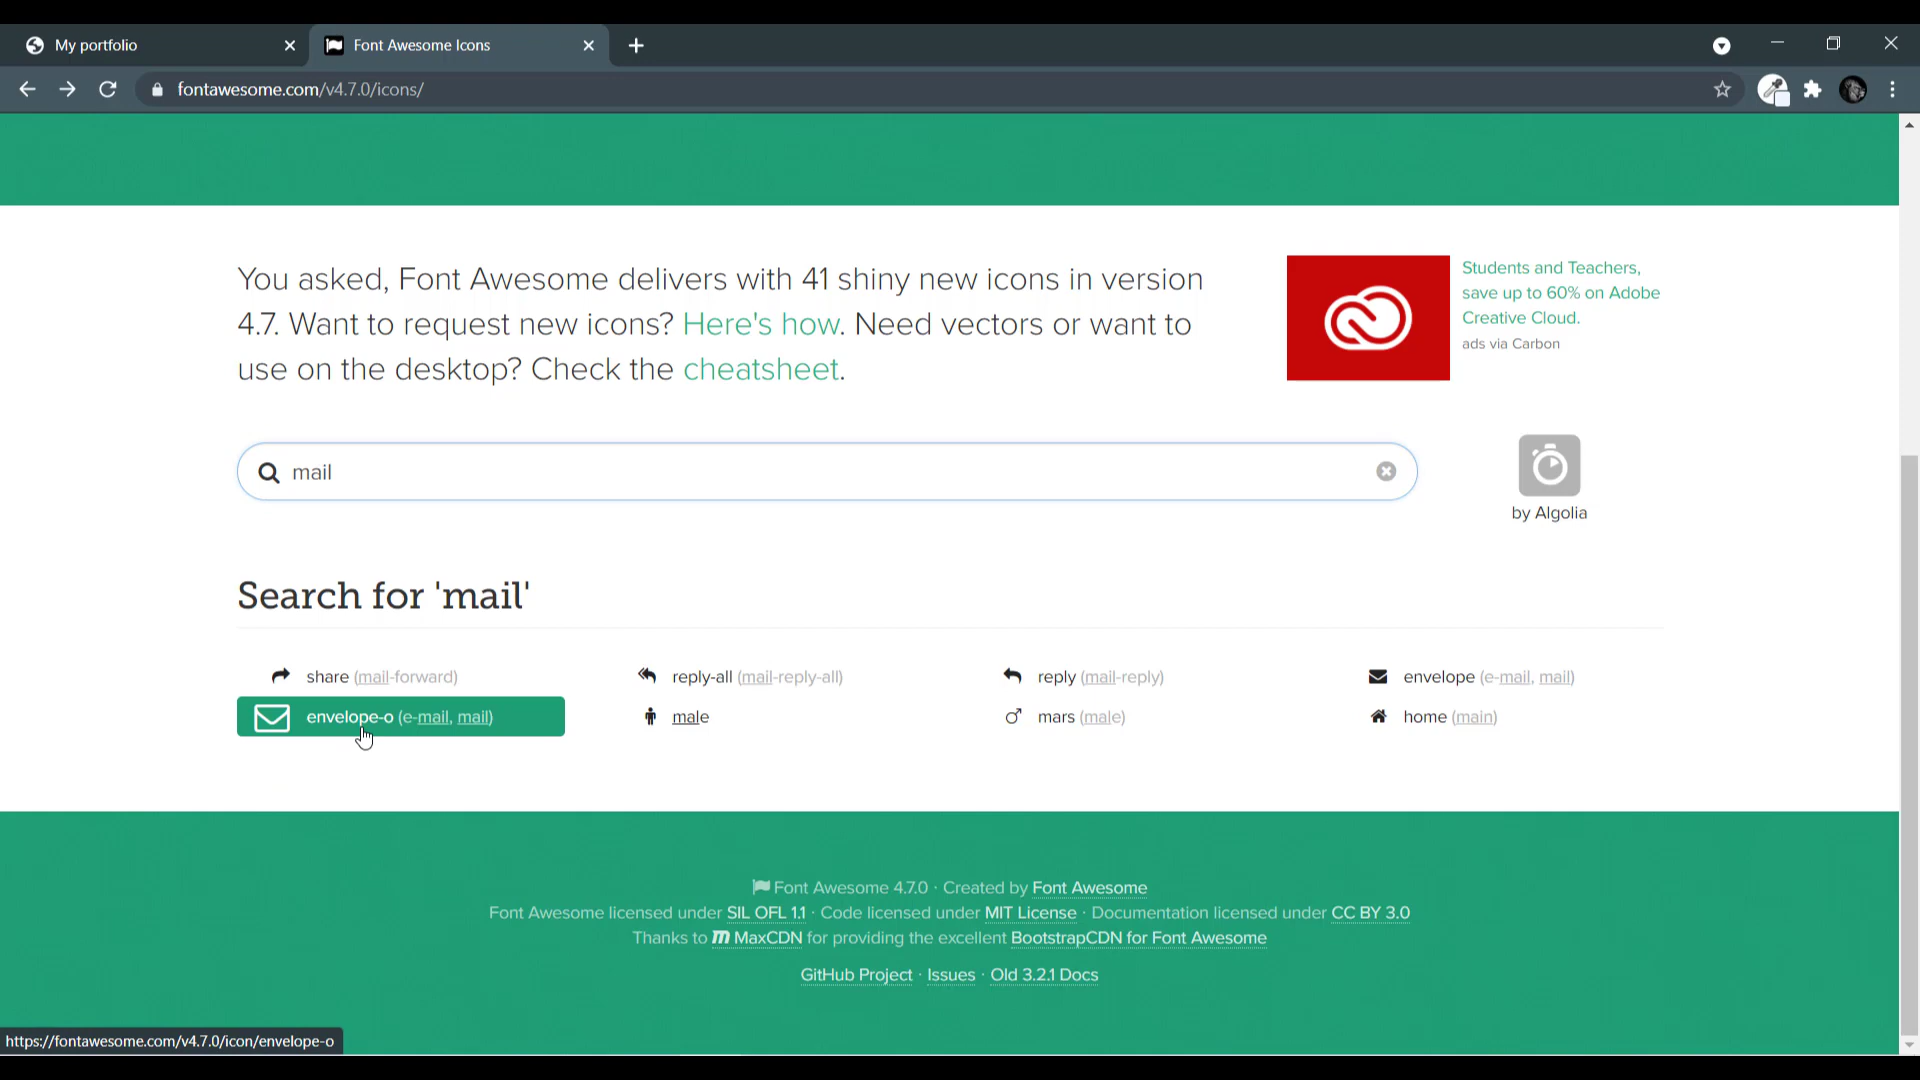 My portfolio
Font Awesome Icons
fontawesome.com/v4.7.0/icons/
You asked, Font Awesome delivers with 41 shiny new icons in version
4.7. Want to request new icons? Here's how. Need vectors or want to
use on the desktop? Check the cheatsheet.
Students and Teachers,
save up to 60% on Adobe
Creative Cloud.
ads via Carbon
mail
by Algolia
Search for 'mail'
share (mail-forward)
reply-all (mail-reply-all)
reply (mail-reply)
envelope (e-mail, mail)
envelope-o (e-mail, mail)
male
mars (male)
home (main)
Font Awesome 4.7.0 · Created by Font Awesome
Font Awesome licensed under SIL OFL 1.1 · Code licensed under MIT License · Documentation licensed under CC BY 3.0
Thanks to MaxCDN for providing the excellent BootstrapCDN for Font Awesome
GitHub Project · Issues · Old 3.2.1 Docs
https://fontawesome.com/v4.7.0/icon/envelope-o